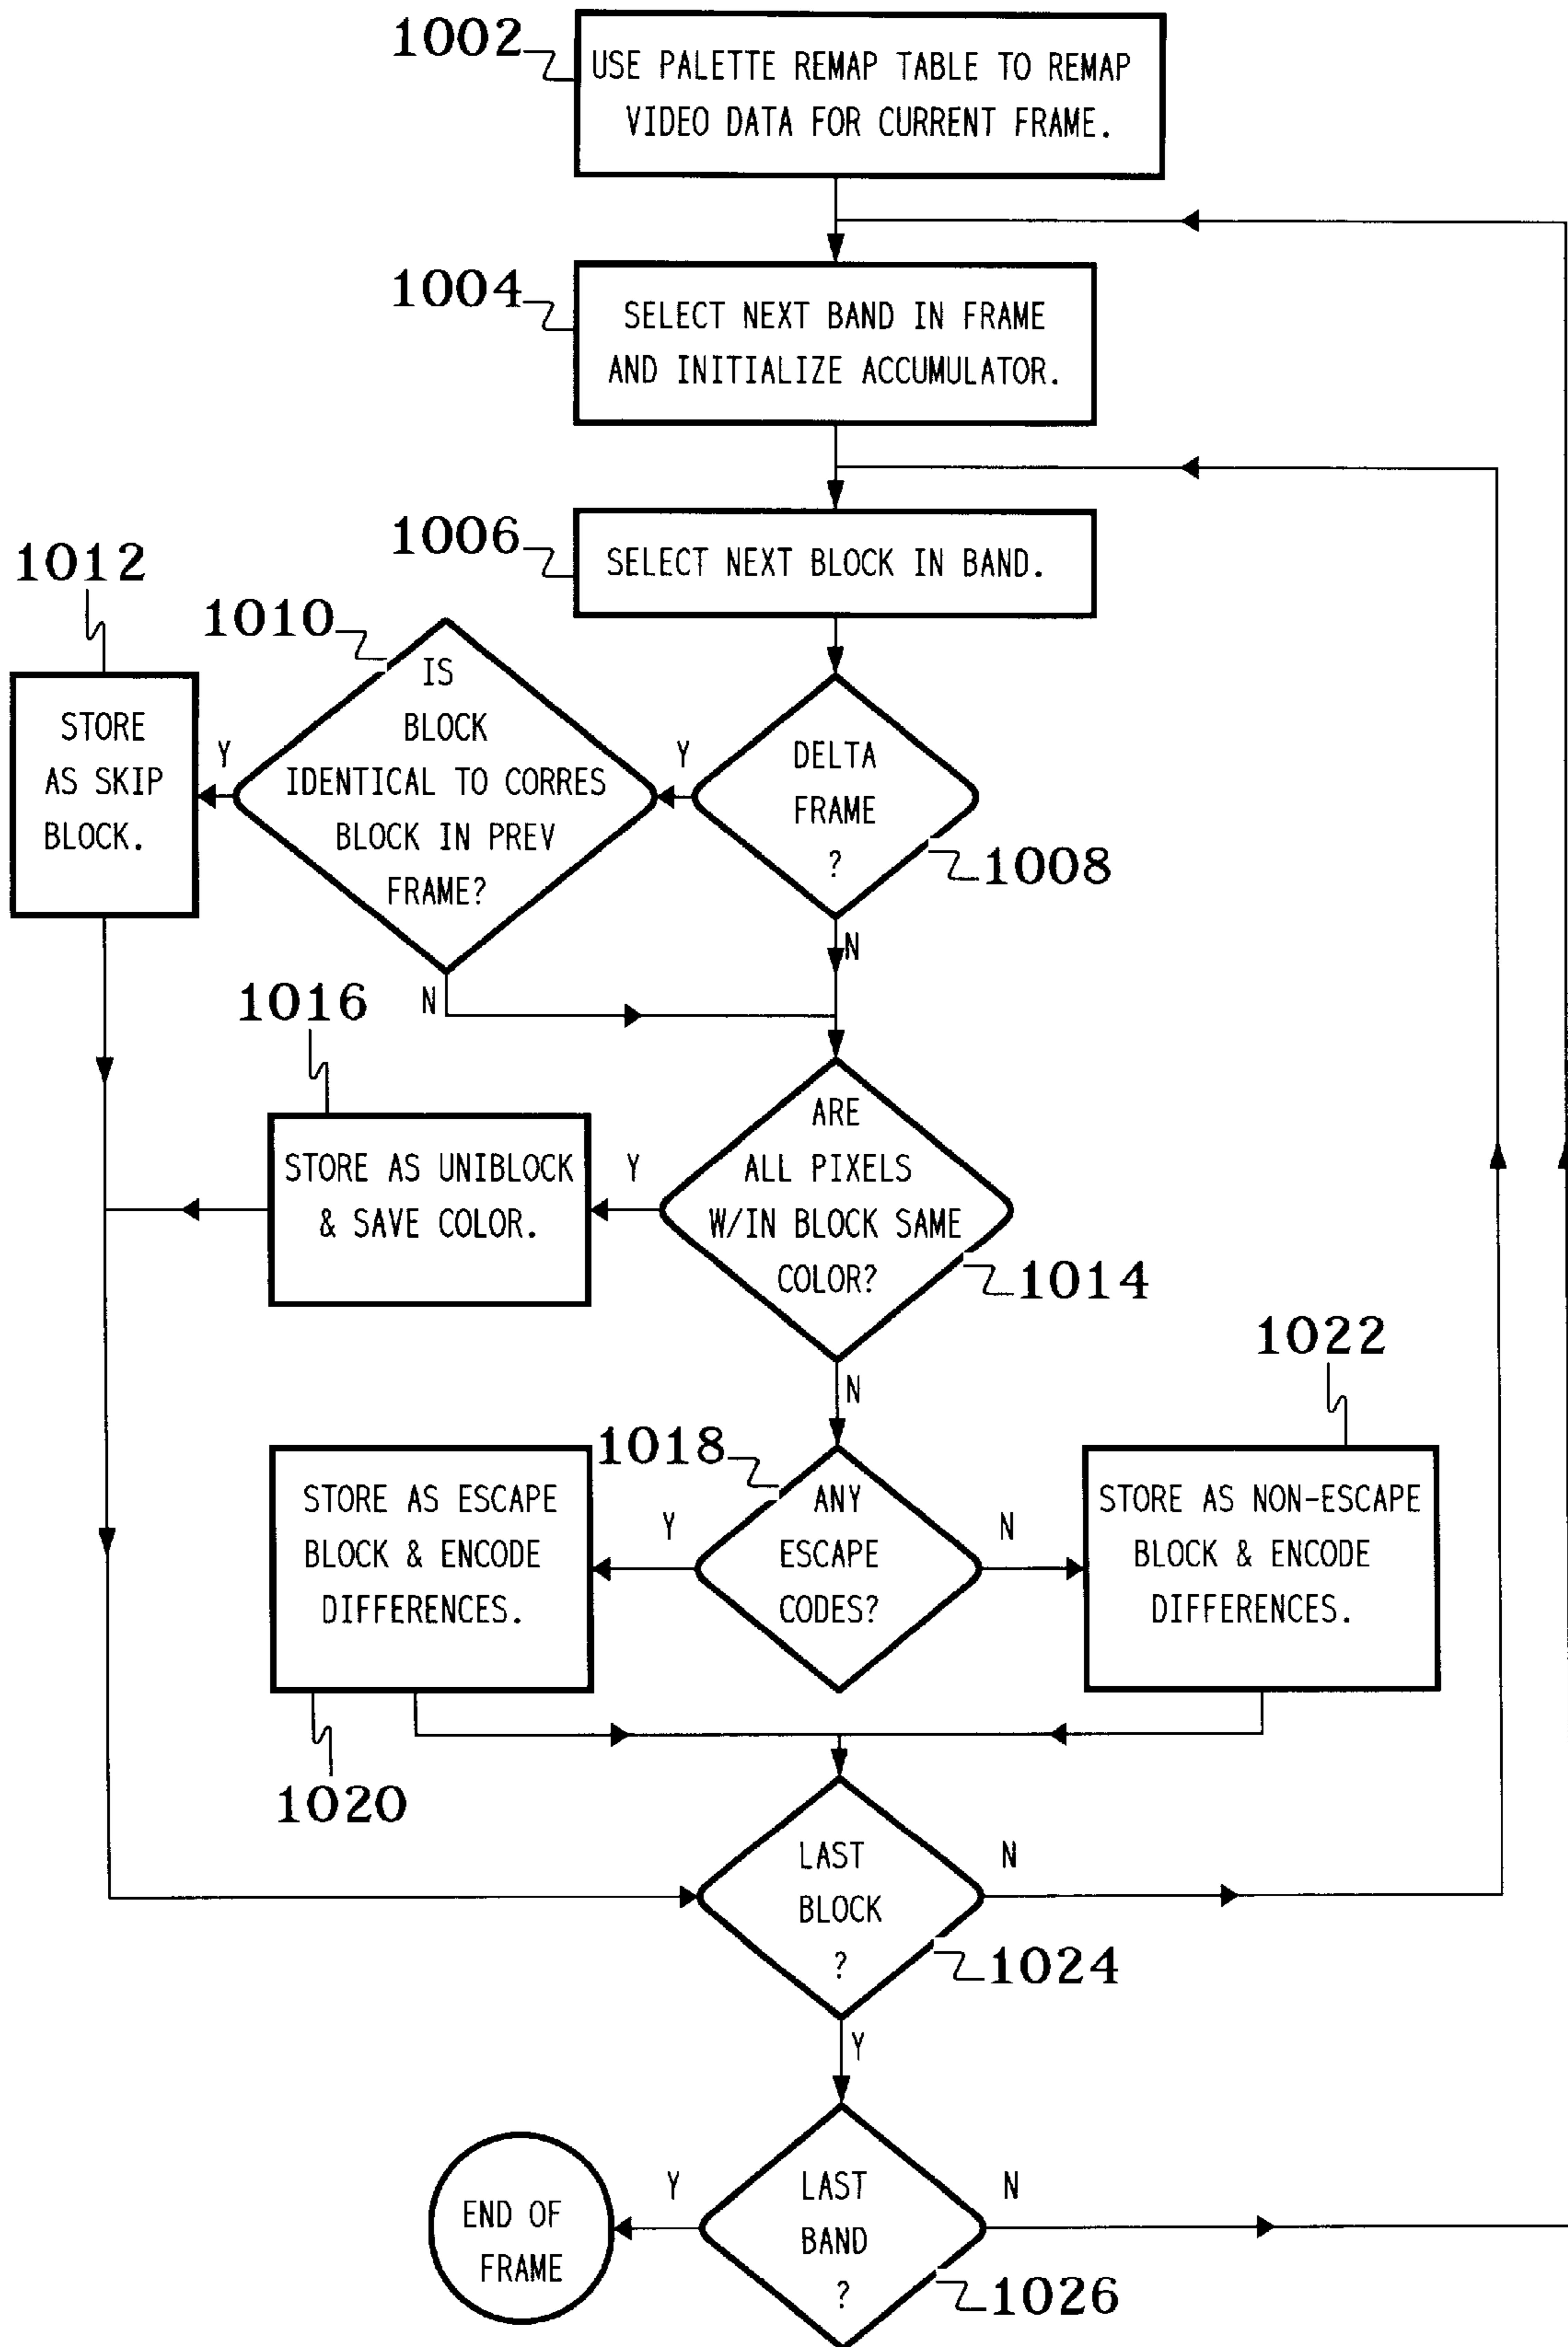 1002
USE PALETTE REMAP TABLE TO REMAP
VIDEO DATA FOR CURRENT FRAME.
1004
SELECT NEXT BAND IN FRAME
AND INITIALIZE ACCUMULATOR.
1006
SELECT NEXT BLOCK IN BAND.
1012
STORE
AS SKIP
BLOCK.
Y
1010
IS
BLOCK
IDENTICAL TO CORRES
BLOCK IN PREV
FRAME?
Y
DELTA
FRAME
?
1008
N
N
1016
STORE AS UNIBLOCK
& SAVE COLOR.
Y
ARE
ALL PIXELS
W/IN BLOCK SAME
COLOR?
1014
N
1022
1018
STORE AS ESCAPE
BLOCK & ENCODE
DIFFERENCES.
Y
ANY
ESCAPE
CODES?
N
STORE AS NON-ESCAPE
BLOCK & ENCODE
DIFFERENCES.
1020
LAST
BLOCK
?
N
1024
Y
END OF
FRAME
Y
LAST
BAND
?
N
1026